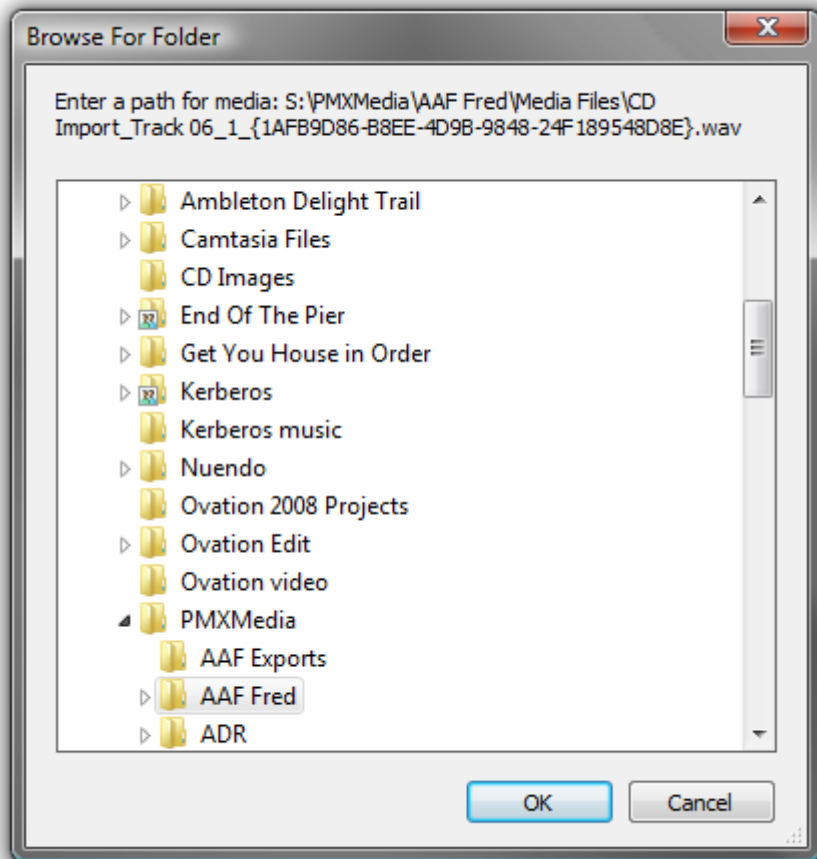 Browse For Folder
Enter a path for media: S:\PMXMedia\AAF Fred\Media Files\CD
Import_Track 06_1_{1AFB9D86-B8EE-4D9B-9848-24F189548D8E}.wav
Ambleton Delight Trail
Camtasia Files
CD Images
End Of The Pier
Get You House in Order
Kerberos
Kerberos music
Nuendo
Ovation 2008 Projects
Ovation Edit
Ovation video
PMXMedia
AAF Exports
AAF Fred
ADR
OK Cancel